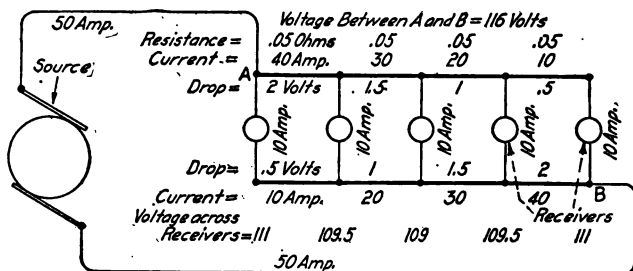 50 Amp.
Voltage Between A and B = 116 Volts
Resistance = .05 Ohms .05 .05 .05
Current = 40 Amp. 30 20 10
Source
A
Drop = 2 Volts 1.5 1 .5
10 Amp. 10 Amp. 10 Amp. 10 Amp. 10 Amp.
Drop = .5 Volts 1 1.5 2
B
Current = 10 Amp. 20 30 40
Receivers
Voltage across
Receivers = 111 109.5 109 109.5 111
50 Amp.